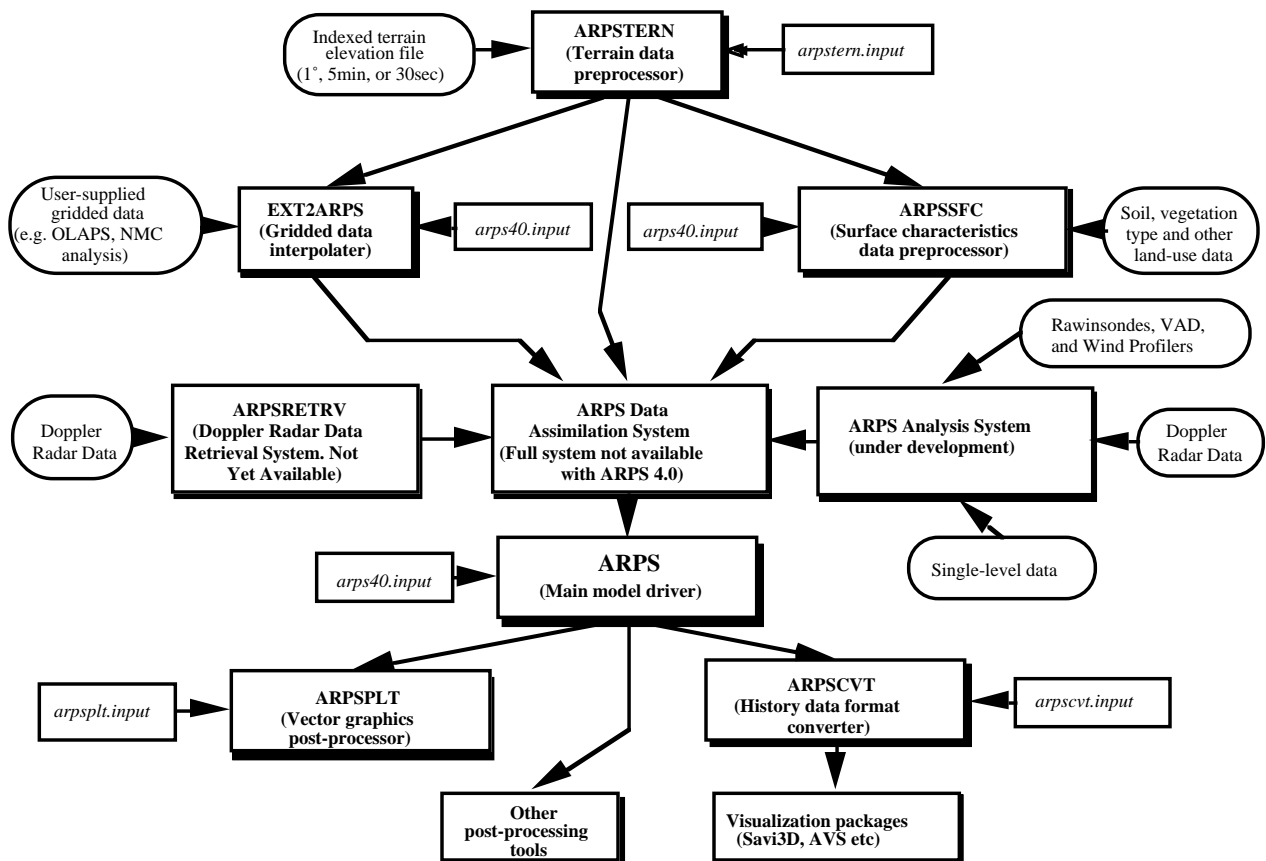 Indexed terrain
elevation file
(1˚, 5min, or 30sec)
ARPSTERN
(Terrain data
preprocessor)
arpstern.input
User-supplied
gridded data
(e.g. OLAPS, NMC
analysis)
EXT2ARPS
(Gridded data
interpolater)
arps40.input
arps40.input
ARPSSFC
(Surface characteristics
data preprocessor)
Soil, vegetation
type and other
land-use data
Rawinsondes, VAD,
and Wind Profilers
Doppler
Radar Data
ARPSRETRV
(Doppler Radar Data
Retrieval System. Not
Yet Available)
ARPS Data
Assimilation System
(Full system not available
with ARPS 4.0)
ARPS Analysis System
(under development)
Doppler
Radar Data
Single-level data
arps40.input
ARPS
(Main model driver)
arpsplt.input
ARPSPLT
(Vector graphics
post-processor)
ARPSCVT
(History data format
converter)
arpscvt.input
Other
post-processing
tools
Visualization packages
(Savi3D, AVS etc)